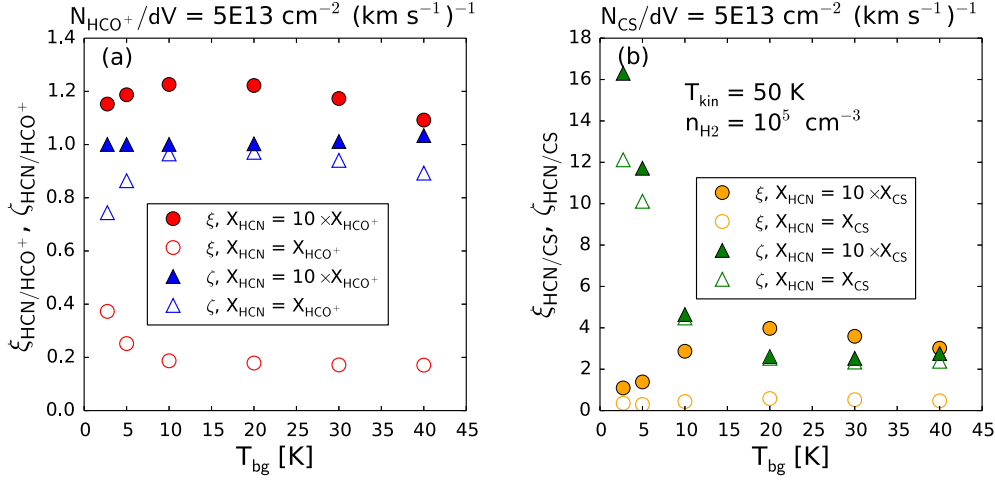 N_HCO⁺/dV = 5E13 cm⁻² (km s⁻¹)⁻¹
(a)
1.4
1.2
1.0
0.8
0.6
0.4
0.2
0.0
ξ_HCN/HCO⁺, ζ_HCN/HCO⁺
ξ, X_HCN = 10 ×X_HCO⁺
ξ, X_HCN = X_HCO⁺
ζ, X_HCN = 10 ×X_HCO⁺
ζ, X_HCN = X_HCO⁺
0 5 10 15 20 25 30 35 40 45
T_bg [K]
N_CS/dV = 5E13 cm⁻² (km s⁻¹)⁻¹
(b)
18
16
14
12
10
8
6
4
2
0
ξ_HCN/CS, ζ_HCN/CS
T_kin = 50 K
n_H2 = 10⁵ cm⁻³
ξ, X_HCN = 10 ×X_CS
ξ, X_HCN = X_CS
ζ, X_HCN = 10 ×X_CS
ζ, X_HCN = X_CS
0 5 10 15 20 25 30 35 40 45
T_bg [K]